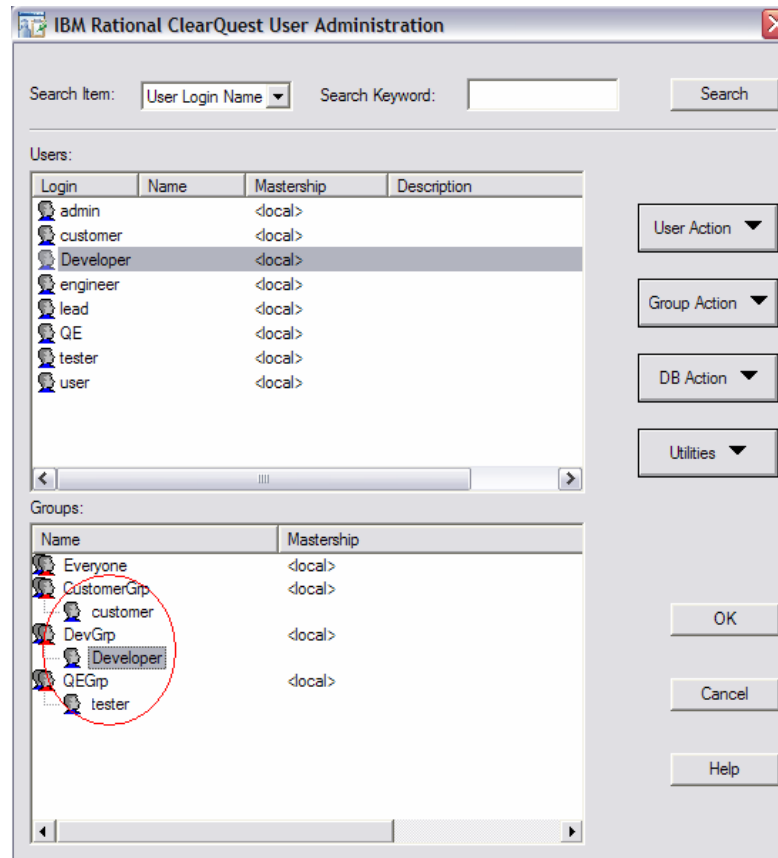 IBM Rational ClearQuest User Administration
Search Item: User Login Name Search Keyword: Search
Users:
Login Name Mastership Description
admin <local>
customer <local>
Developer <local>
engineer <local>
lead <local>
QE <local>
tester <local>
user <local>
User Action
Group Action
DB Action
Utilities
Groups:
Name Mastership
Everyone <local>
CustomerGrp <local>
customer
DevGrp <local>
Developer
QEGrp <local>
tester
OK
Cancel
Help